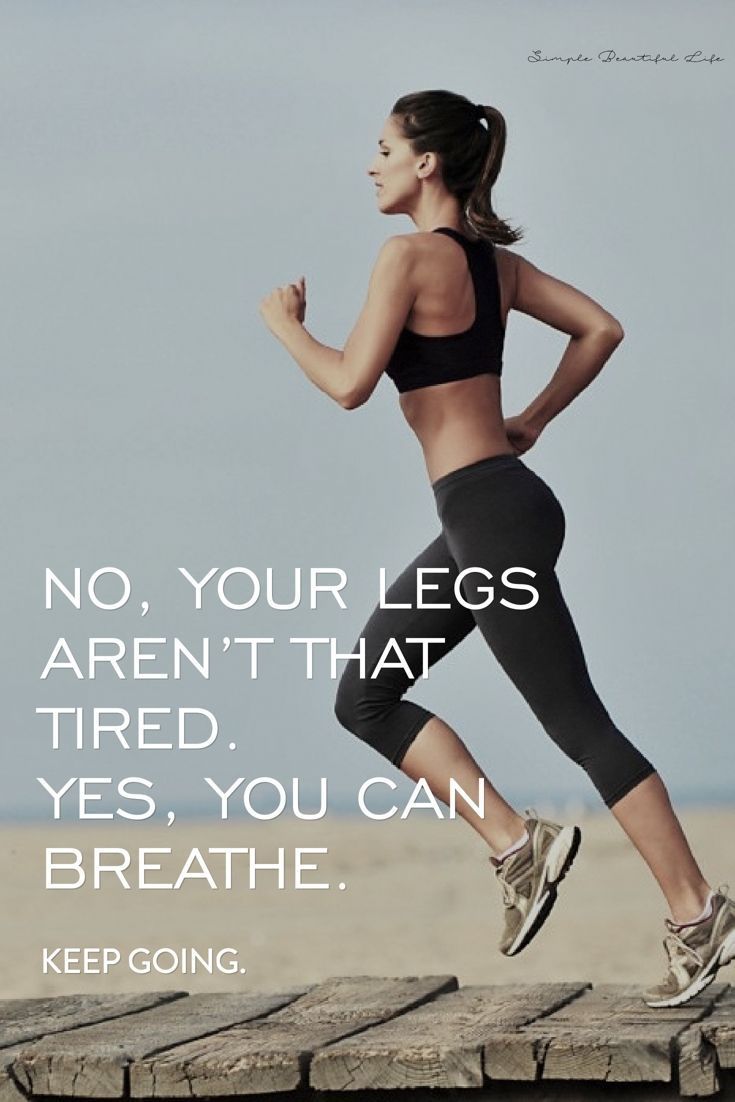 Simple Beautiful Life
NO, YOUR LEGS
AREN'T THAT
TIRED.
YES, YOU CAN
BREATHE.
KEEP GOING.